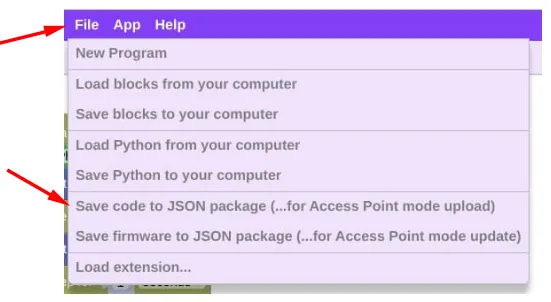 File App Help
New Program
Load blocks from your computer
Save blocks to your computer
Load Python from your computer
Save Python to your computer
Save code to JSON package (...for Access Point mode upload)
Save firmware to JSON package (...for Access Point mode update)
Load extension...